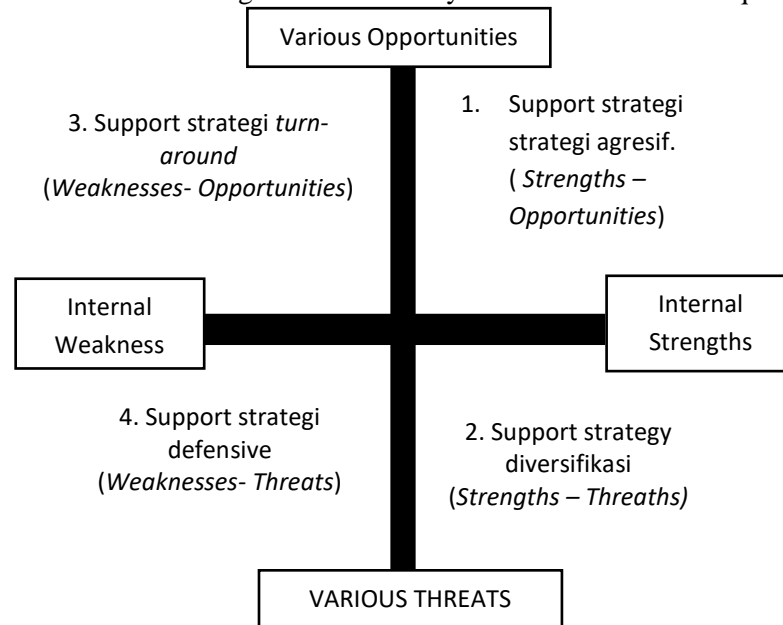 Various Opportunities
3. Support strategi turn-
around
(Weaknesses- Opportunities)
1. Support strategi
strategi agresif.
( Strengths –
Opportunities)
Internal
Weakness
Internal
Strengths
4. Support strategi
defensive
(Weaknesses- Threats)
2. Support strategy
diversifikasi
(Strengths – Threaths)
VARIOUS THREATS